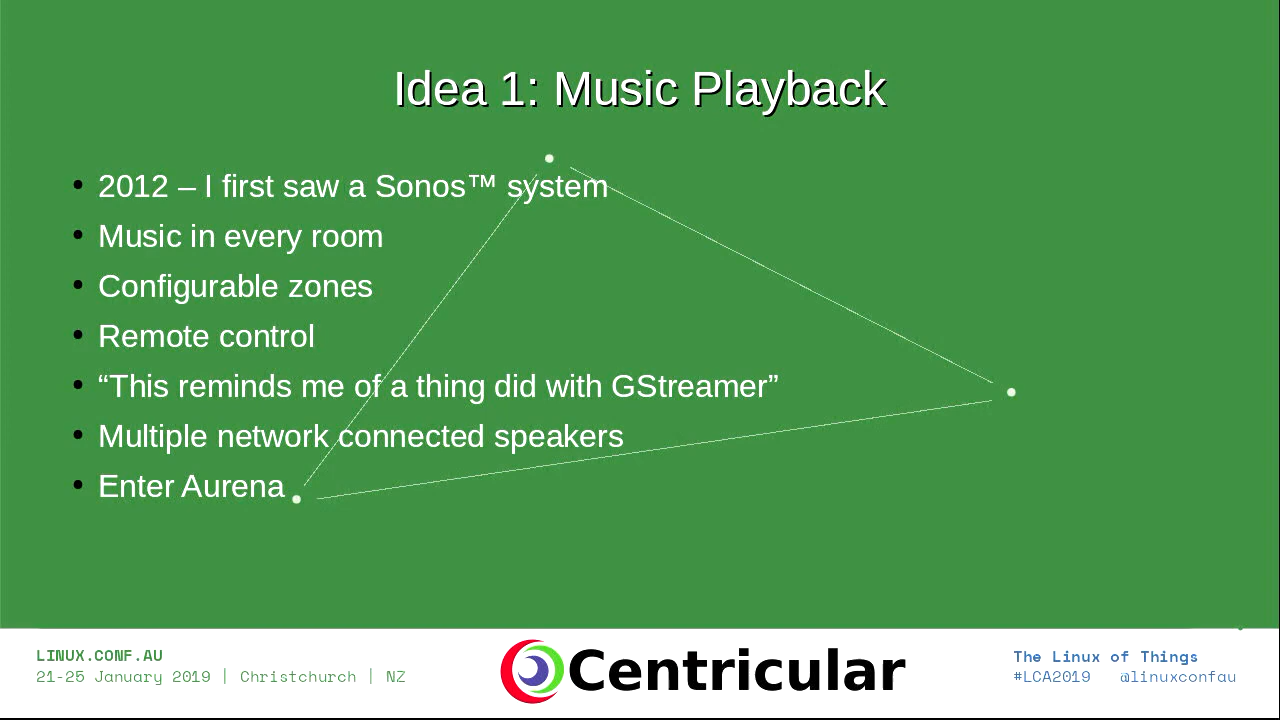 Idea 1: Music Playback
• 2012 – I first saw a Sonos™ system
• Music in every room
• Configurable zones
• Remote control
• “This reminds me of a thing did with GStreamer”
• Multiple network connected speakers
• Enter Aurena
LINUX.CONF.AU
21-25 January 2019 | Christchurch | NZ
Centricular
The Linux of Things
#LCA2019 @linuxconfau